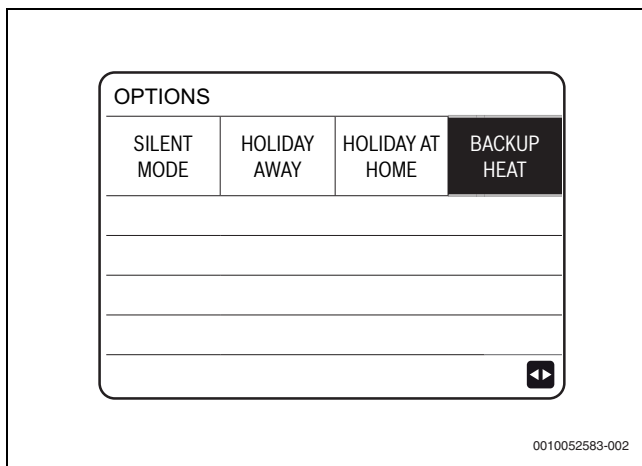 OPTIONS
SILENT MODE
HOLIDAY AWAY
HOLIDAY AT HOME
BACKUP HEAT
0010052583-002